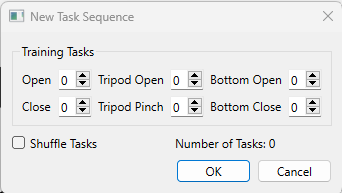 New Task Sequence
Training Tasks
Open 0 Tripod Open 0 Bottom Open 0
Close 0 Tripod Pinch 0 Bottom Close 0
Shuffle Tasks Number of Tasks: 0
OK Cancel